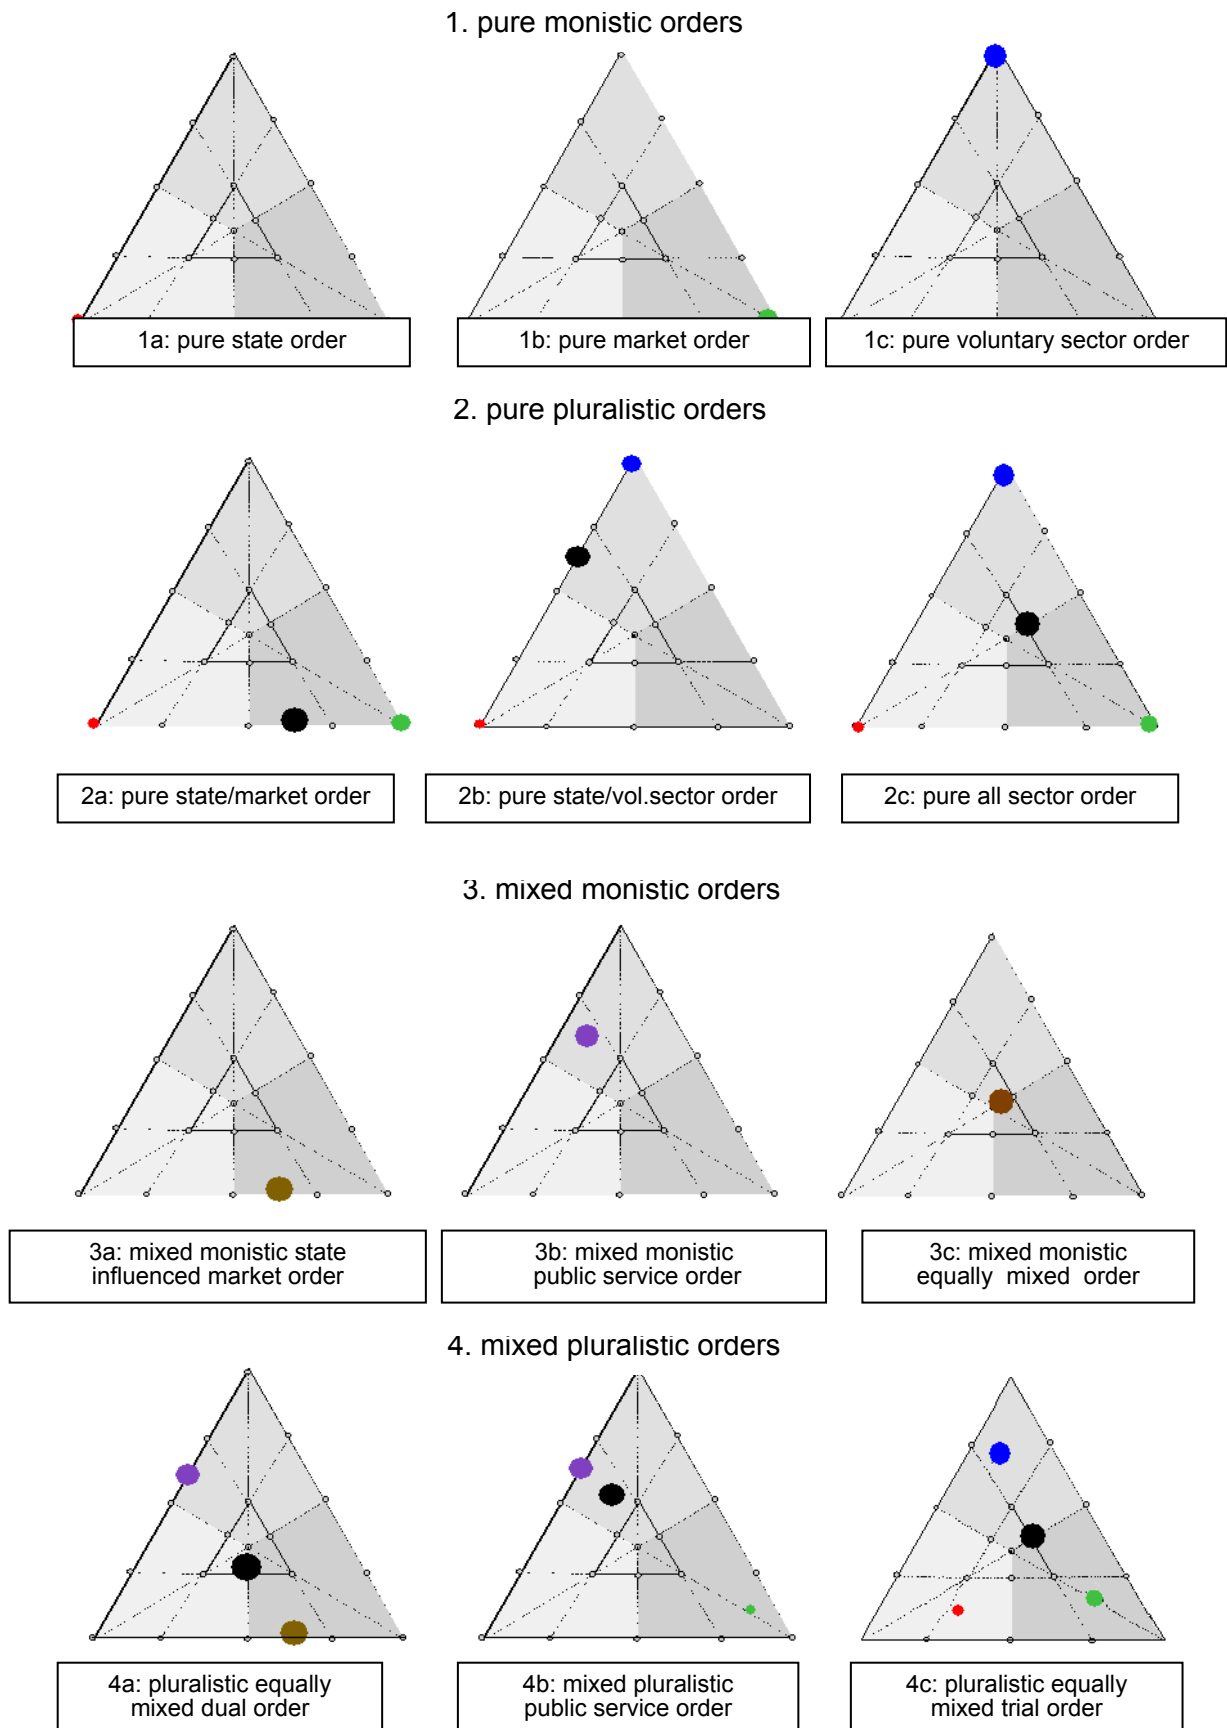 1. pure monistic orders
1a: pure state order
1b: pure market order
1c: pure voluntary sector order
2. pure pluralistic orders
2a: pure state/market order
2b: pure state/vol.sector order
2c: pure all sector order
3. mixed monistic orders
3a: mixed monistic state
influenced market order
3b: mixed monistic
public service order
3c: mixed monistic
equally mixed order
4. mixed pluralistic orders
4a: pluralistic equally
mixed dual order
4b: mixed pluralistic
public service order
4c: pluralistic equally
mixed trial order